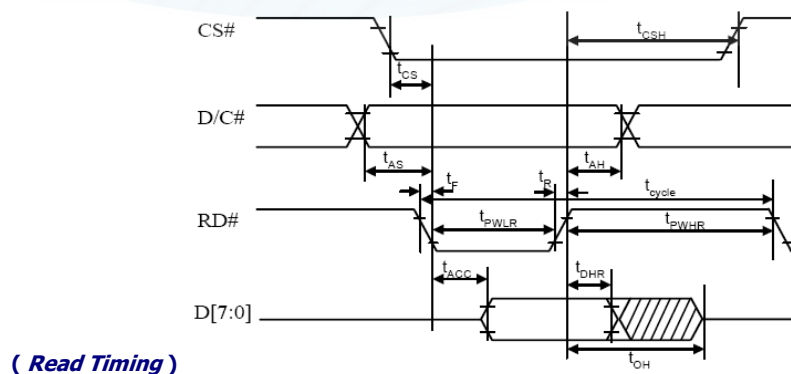 CS#
tCSH
tCS
D/C#
tAS
tAH
tF
tR
tcycle
RD#
tPWLR
tPWHR
tACC
tDHR
D[7:0]
tOH
( Read Timing )